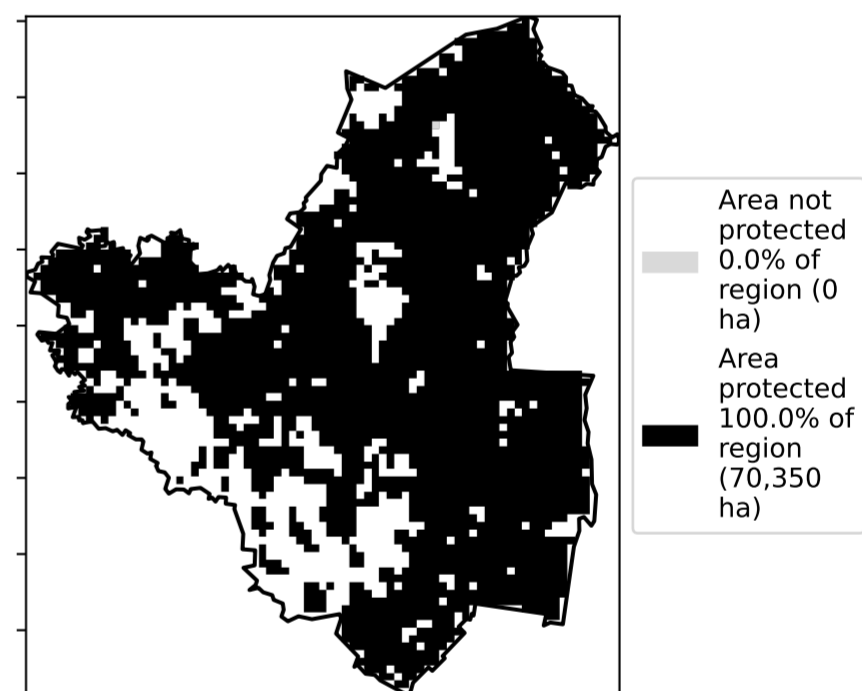 Area not
protected
0.0% of
region (0
ha)
Area
protected
100.0% of
region
(70,350
ha)